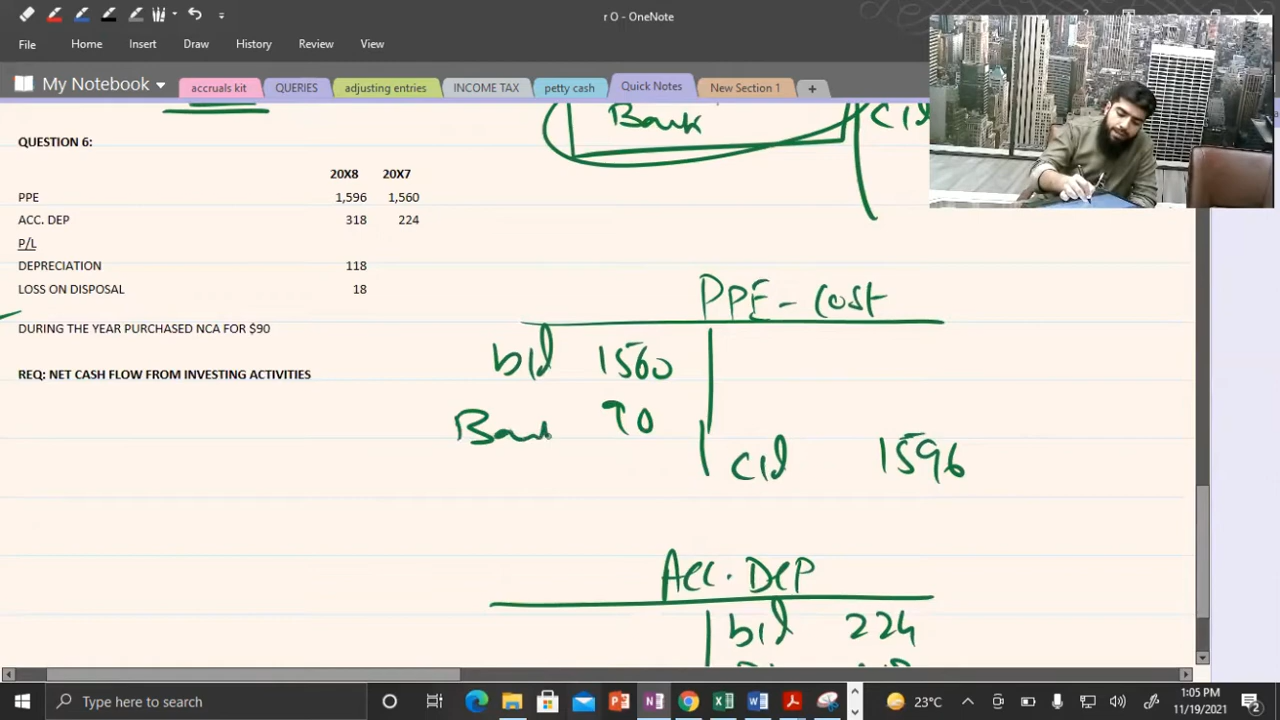 r O - OneNote
File Home Insert Draw History Review View
My Notebook accruals kit QUERIES adjusting entries INCOMETAX petty cash Quick Notes New Section 1 +
Bank c/d
QUESTION 6:
20X8 20X7
PPE 1,596 1,560
ACC. DEP 318 224
P/L
DEPRECIATION 118
LOSS ON DISPOSAL 18
DURING THE YEAR PURCHASED NCA FOR $90
REQ: NET CASH FLOW FROM INVESTING ACTIVITIES
PPE - Cost
b/d 1560
Bank 90
c/d 1596
Acc. Dep
b/d 224
Type here to search
23°C
1:05 PM
11/19/2021
2